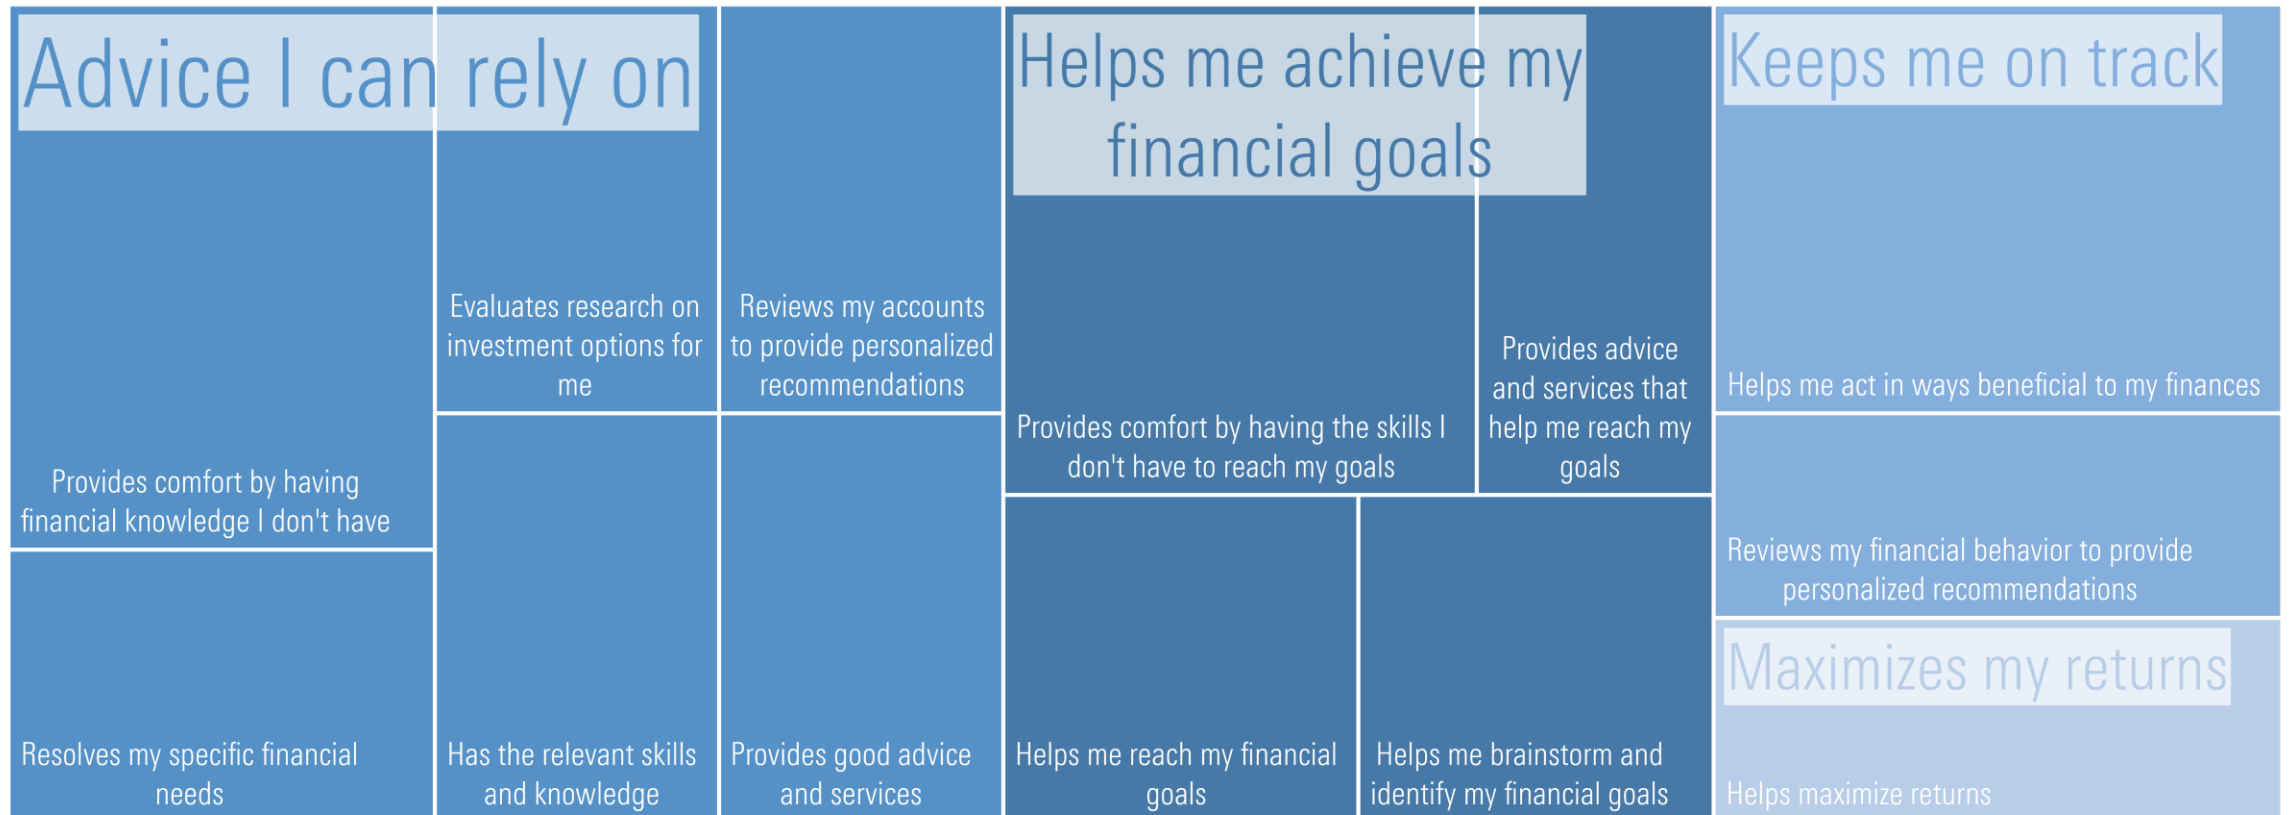 Advice I can rely on
Provides comfort by having
financial knowledge I don't have
Resolves my specific financial
needs
Evaluates research on
investment options for
me
Has the relevant skills
and knowledge
Reviews my accounts
to provide personalized
recommendations
Provides good advice
and services
Helps me achieve my
financial goals
Provides comfort by having the skills I
don't have to reach my goals
Provides advice
and services that
help me reach my
goals
Helps me reach my financial
goals
Helps me brainstorm and
identify my financial goals
Keeps me on track
Helps me act in ways beneficial to my finances
Reviews my financial behavior to provide
personalized recommendations
Maximizes my returns
Helps maximize returns